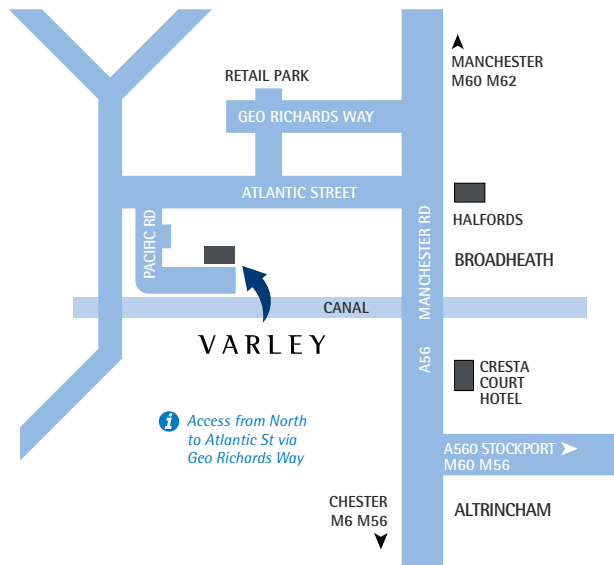 MANCHESTER
M60 M62
RETAIL PARK
GEO RICHARDS WAY
ATLANTIC STREET
HALFORDS
PACIFIC RD
MANCHESTER RD
BROADHEATH
CANAL
VARLEY
A56
CRESTA
COURT
HOTEL
i
Access from North
to Atlantic St via
Geo Richards Way
A560 STOCKPORT
M60 M56
CHESTER
M6 M56
ALTRINCHAM